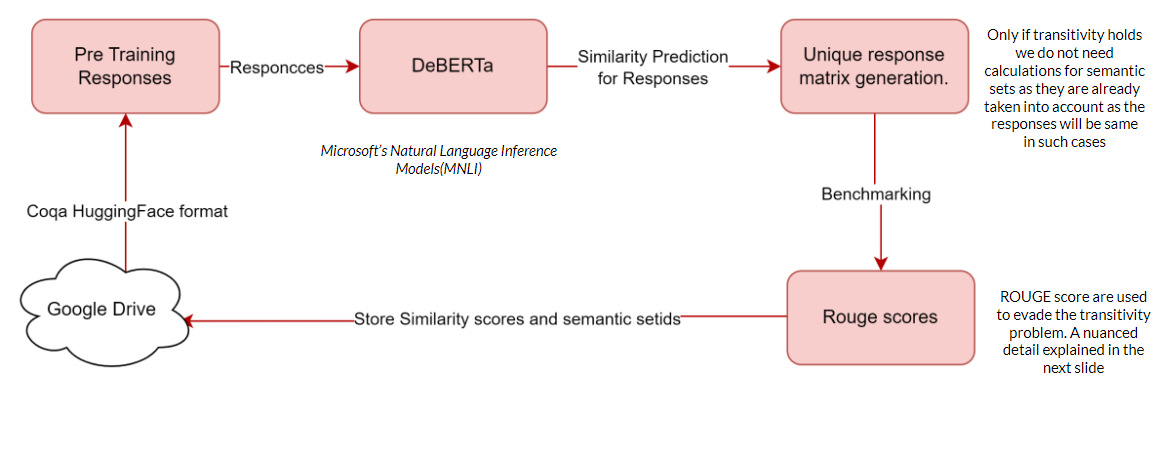 Pre Training
Responses
Responcces
DeBERTa
Similarity Prediction
for Responses
Unique response
matrix generation.
Only if transitivity holds
we do not need
calculations for semantic
sets as they are already
taken into account as the
responses will be same
in such cases
Microsoft's Natural Language Inference
Models(MNLI)
Coqa HuggingFace format
Benchmarking
Google Drive
Store Similarity scores and semantic setids
Rouge scores
ROUGE score are used
to evade the transitivity
problem. A nuanced
detail explained in the
next slide